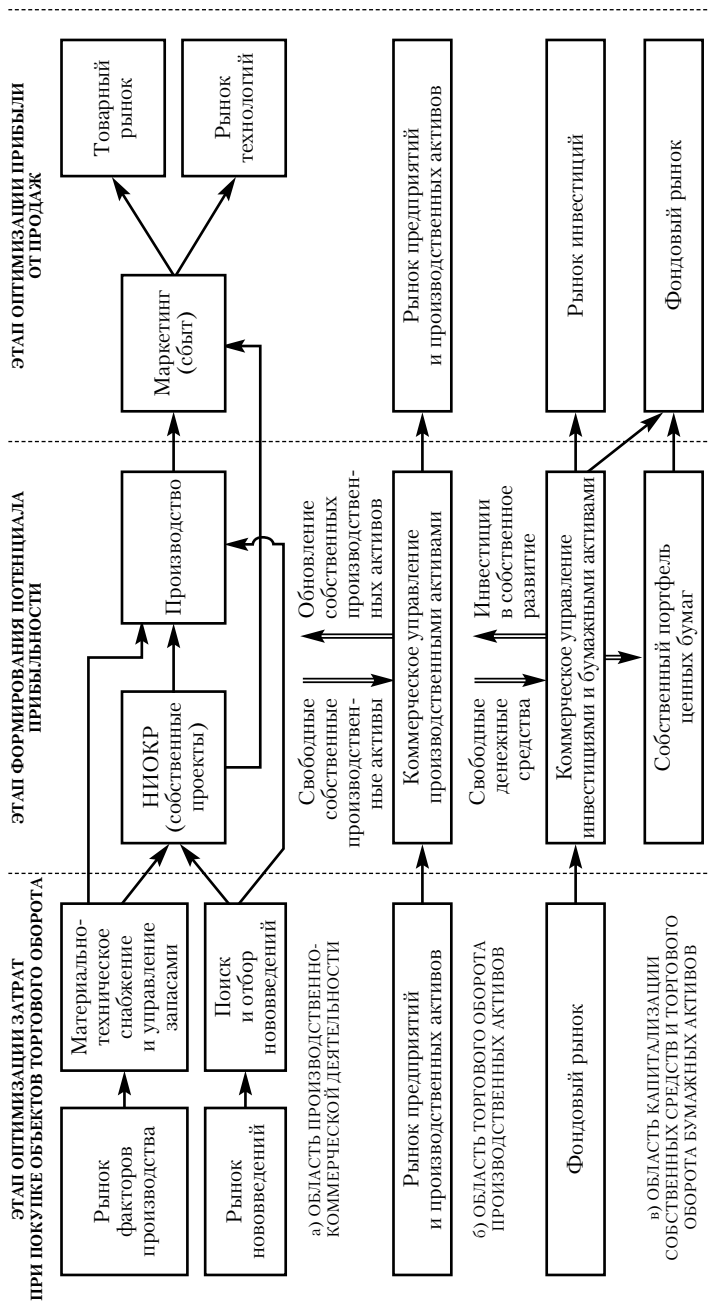 ЭТАП ОПТИМИЗАЦИИ ЗАТРАТ
ПРИ ПОКУПКЕ ОБЪЕКТОВ ТОРГОВОГО ОБОРОТА
ЭТАП ФОРМИРОВАНИЯ ПОТЕНЦИАЛА
ПРИБЫЛЬНОСТИ
ЭТАП ОПТИМИЗАЦИИ ПРИБЫЛИ
ОТ ПРОДАЖ
Рынок
факторов
производства
Материально-
техническое
снабжение
и управление
запасами
НИОКР
(собственные
проекты)
Производство
Маркетинг
(сбыт)
Товарный
рынок
Рынок
технологий
Рынок
нововведений
Поиск
и отбор
нововведений
а) ОБЛАСТЬ ПРОИЗВОДСТВЕННО-
КОММЕРЧЕСКОЙ ДЕЯТЕЛЬНОСТИ
Свободные
собственные
производствен-
ные активы
Обновление
собственных
производствен-
ных активов
Рынок предприятий
и производственных активов
Коммерческое управление
производственными активами
Рынок предприятий
и производственных активов
б) ОБЛАСТЬ ТОРГОВОГО ОБОРОТА
ПРОИЗВОДСТВЕННЫХ АКТИВОВ
Свободные
денежные
средства
Инвестиции
в собственное
развитие
Фондовый рынок
Коммерческое управление
инвестициями и бумажными активами
Рынок инвестиций
Собственный портфель
ценных бумаг
Фондовый рынок
в) ОБЛАСТЬ КАПИТАЛИЗАЦИИ
СОБСТВЕННЫХ СРЕДСТВ И ТОРГОВОГО
ОБОРОТА БУМАЖНЫХ АКТИВОВ